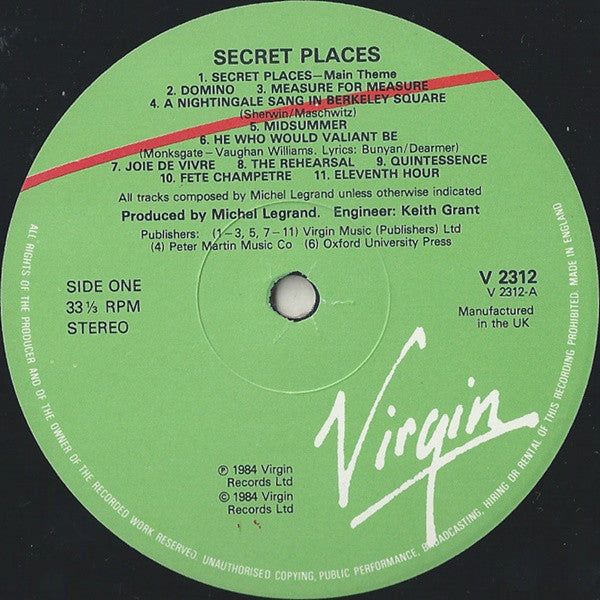 SECRET PLACES
1. SECRET PLACES—Main Theme
2. DOMINO 3. MEASURE FOR MEASURE
4. A NIGHTINGALE SANG IN BERKELEY SQUARE
(Sherwin/Maschwitz)
5. MIDSUMMER
6. HE WHO WOULD VALIANT BE
(Monksgate – Vaughan Williams. Lyrics: Bunyan/Dearmer)
7. JOIE DE VIVRE 8. THE REHEARSAL 9. QUINTESSENCE
10. FETE CHAMPETRE 11. ELEVENTH HOUR
All tracks composed by Michel Legrand unless otherwise indicated
Produced by Michel Legrand. Engineer: Keith Grant
Publishers: (1–3, 5, 7–11) Virgin Music (Publishers) Ltd
(4) Peter Martin Music Co (6) Oxford University Press
SIDE ONE
33⅓ RPM
STEREO
V 2312
V 2312-A
Manufactured
in the UK
Virgin
℗ 1984 Virgin
Records Ltd
© 1984 Virgin
Records Ltd
ALL RIGHTS OF THE PRODUCER AND OF THE OWNER OF THE RECORDED WORK RESERVED. UNAUTHORISED COPYING, PUBLIC PERFORMANCE, BROADCASTING, HIRING OR RENTAL OF THIS RECORDING PROHIBITED. MADE IN ENGLAND